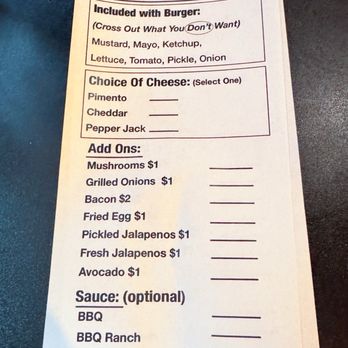 Included with Burger:
(Cross Out What You Don't Want)
Mustard, Mayo, Ketchup,
Lettuce, Tomato, Pickle, Onion
Choice Of Cheese: (Select One)
Pimento
Cheddar
Pepper Jack
Add Ons:
Mushrooms $1
Grilled Onions $1
Bacon $2
Fried Egg $1
Pickled Jalapenos $1
Fresh Jalapenos $1
Avocado $1
Sauce: (optional)
BBQ
BBQ Ranch